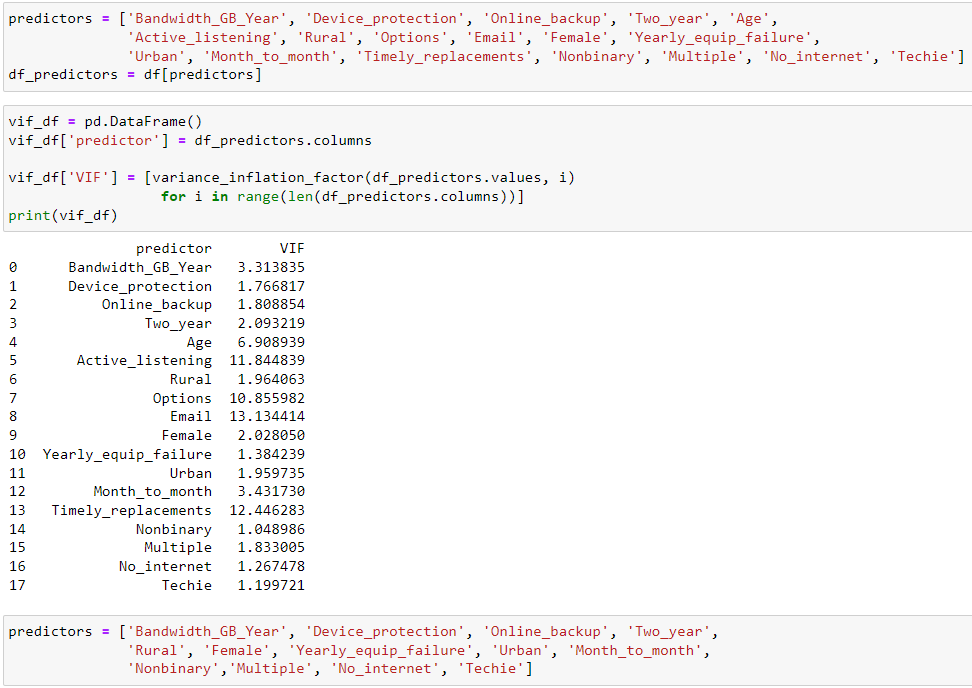 predictors = ['Bandwidth_GB_Year', 'Device_protection', 'Online_backup', 'Two_year', 'Age',
'Active_listening', 'Rural', 'Options', 'Email', 'Female', 'Yearly_equip_failure',
'Urban', 'Month_to_month', 'Timely_replacements', 'Nonbinary', 'Multiple', 'No_internet', 'Techie']
df_predictors = df[predictors]
vif_df = pd.DataFrame()
vif_df['predictor'] = df_predictors.columns
vif_df['VIF'] = [variance_inflation_factor(df_predictors.values, i)
for i in range(len(df_predictors.columns))]
print(vif_df)
predictor VIF
0 Bandwidth_GB_Year 3.313835
1 Device_protection 1.766817
2 Online_backup 1.808854
3 Two_year 2.093219
4 Age 6.908939
5 Active_listening 11.844839
6 Rural 1.964063
7 Options 10.855982
8 Email 13.134414
9 Female 2.028050
10 Yearly_equip_failure 1.384239
11 Urban 1.959735
12 Month_to_month 3.431730
13 Timely_replacements 12.446283
14 Nonbinary 1.048986
15 Multiple 1.833005
16 No_internet 1.267478
17 Techie 1.199721
predictors = ['Bandwidth_GB_Year', 'Device_protection', 'Online_backup', 'Two_year',
'Rural', 'Female', 'Yearly_equip_failure', 'Urban', 'Month_to_month',
'Nonbinary','Multiple', 'No_internet', 'Techie']